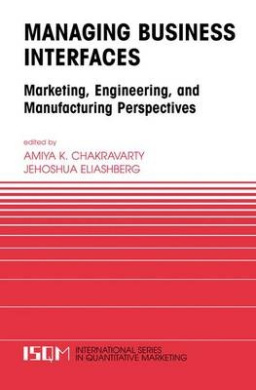 MANAGING BUSINESS
INTERFACES
Marketing, Engineering, and
Manufacturing Perspectives
edited by
AMIYA K. CHAKRAVARTY
JEHOSHUA ELIASHBERG
ISQM
INTERNATIONAL SERIES
IN QUANTITATIVE MARKETING